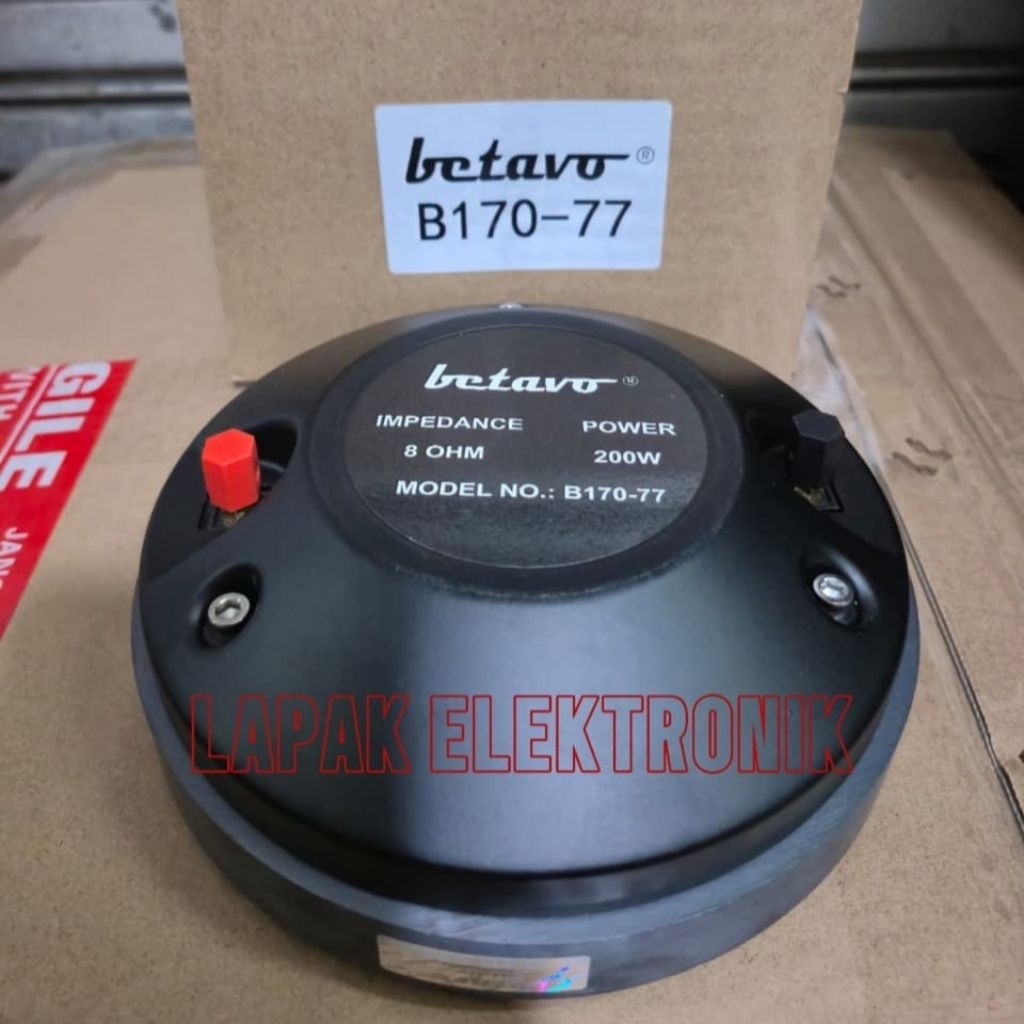 betavo®
B170-77
betavo®
IMPEDANCE POWER
8 OHM 200W
MODEL NO.: B170-77
GILE
LAPAK ELEKTRONIK